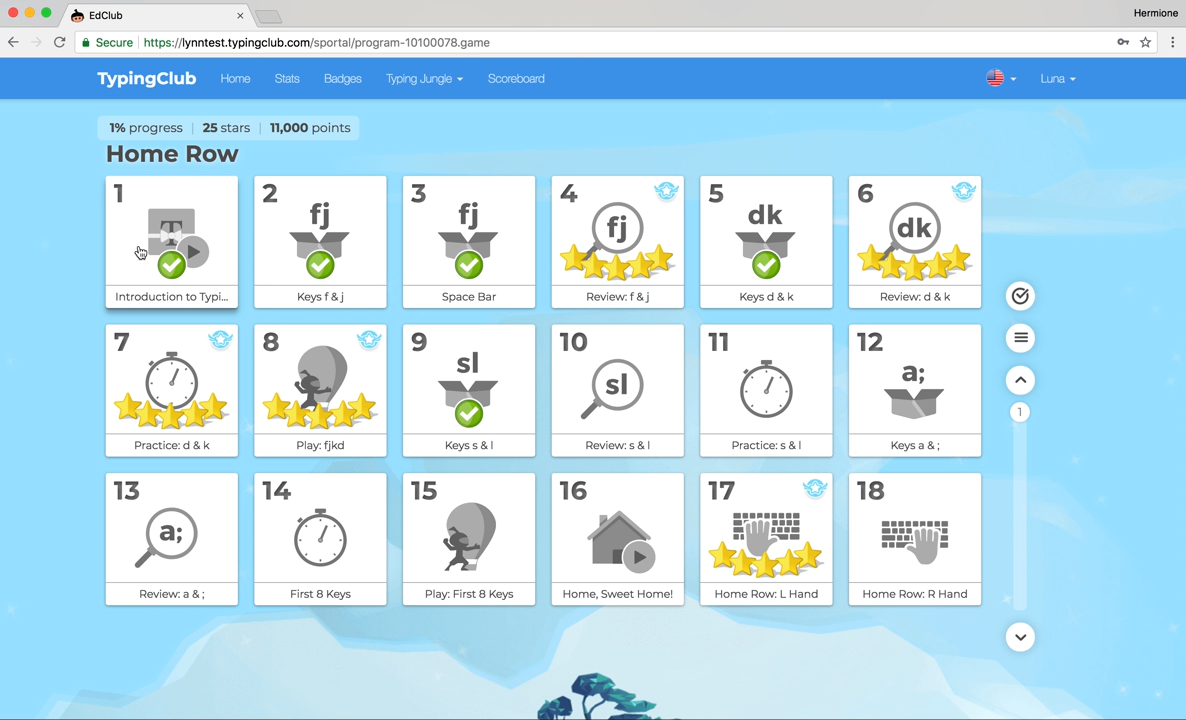 EdClub
Hermione
Secure https://lynntest.typingclub.com/sportal/program-10100078.game
TypingClub Home Stats Badges Typing Jungle Scoreboard Luna
1% progress | 25 stars | 11,000 points
Home Row
1 2 3 4 5 6
T fj fj fj dk dk
Introduction to Typi... Keys f & j Space Bar Review: f & j Keys d & k Review: d & k
7 8 9 10 11 12
sl sl a;
1
Practice: d & k Play: fjkd Keys s & l Review: s & l Practice: s & l Keys a & ;
13 14 15 16 17 18
a;
Review: a & ; First 8 Keys Play: First 8 Keys Home, Sweet Home! Home Row: L Hand Home Row: R Hand